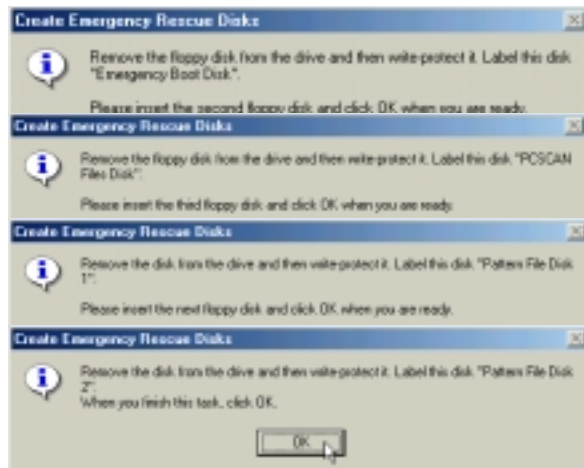 Create Emergency Rescue Disks
Remove the floppy disk from the drive and then write-protect it. Label this disk
"Emergency Boot Disk".
Please insert the second floppy disk and click OK when you are ready.
Create Emergency Rescue Disks
Remove the floppy disk from the drive and then write-protect it. Label this disk "PCSCAN
Files Disk".
Please insert the third floppy disk and click OK when you are ready.
Create Emergency Rescue Disks
Remove the disk from the drive and then write-protect it. Label this disk "Pattern File Disk
1".
Please insert the next floppy disk and click OK when you are ready.
Create Emergency Rescue Disks
Remove the disk from the drive and then write-protect it. Label this disk "Pattern File Disk
2".
When you finish this task, click OK.
OK